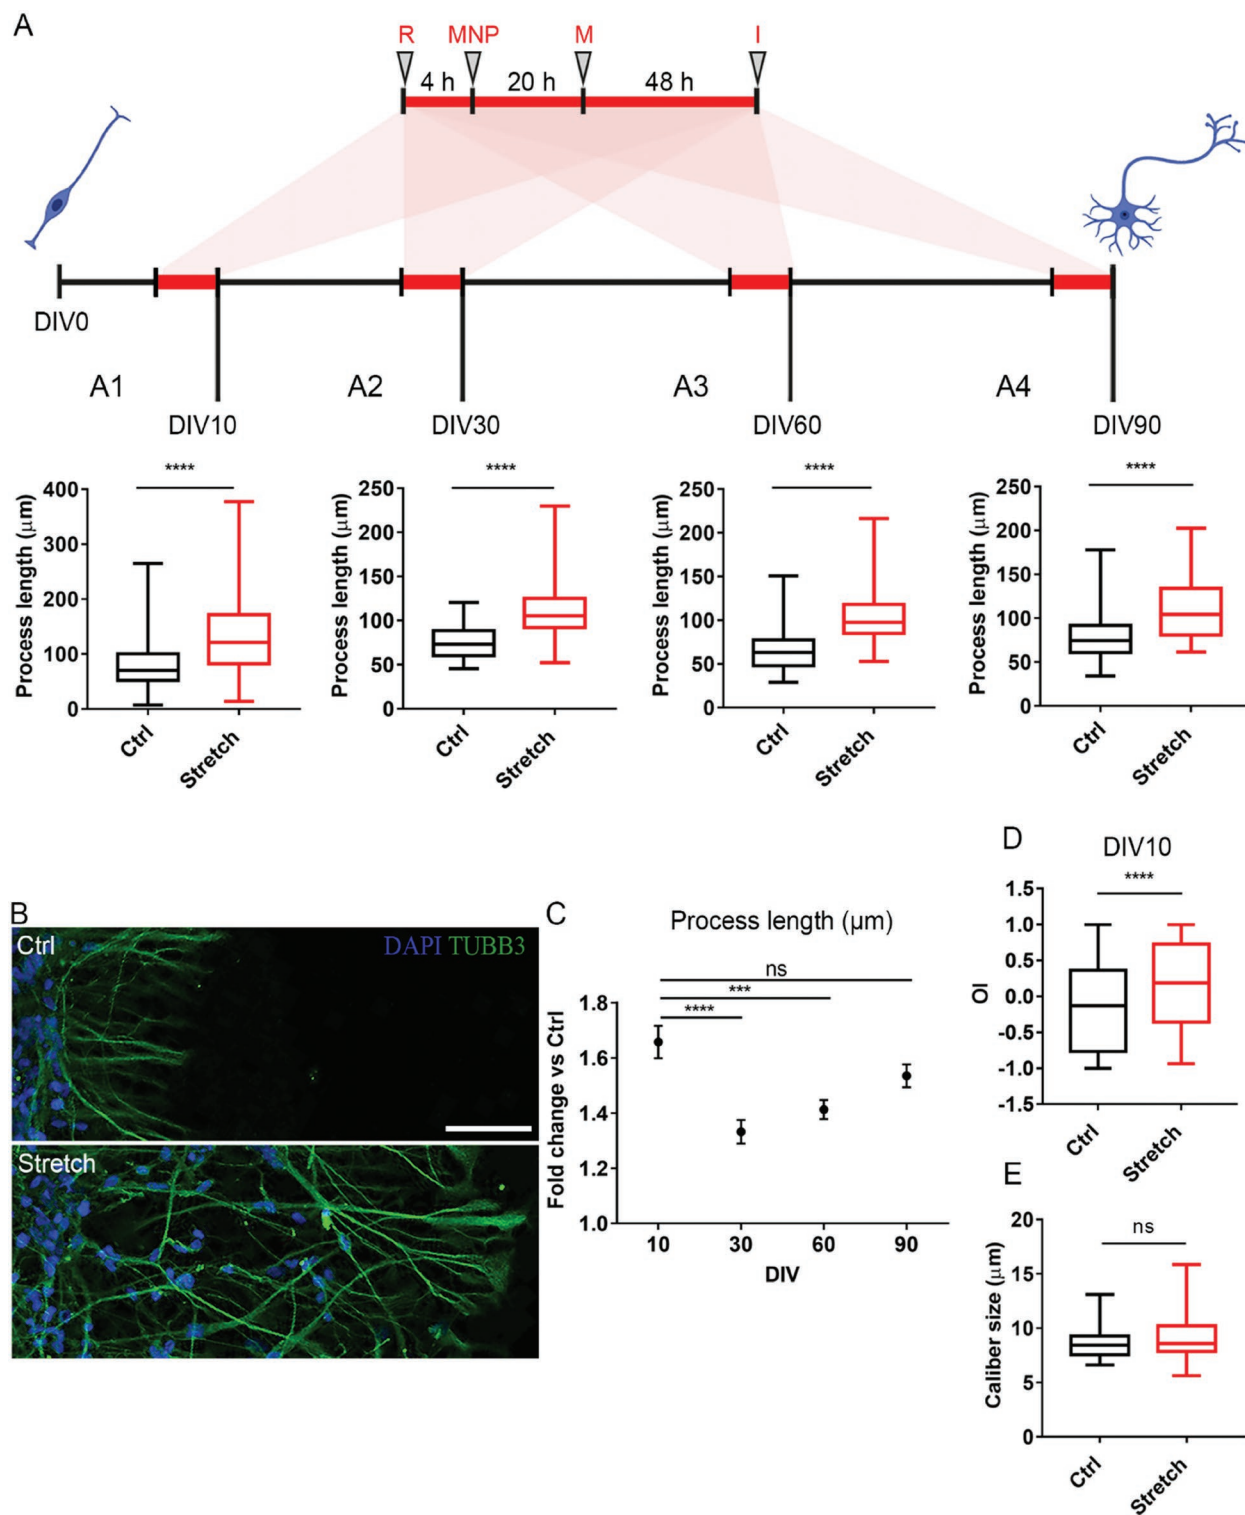 A
R MNP M I
4 h 20 h 48 h
DIV0
A1 A2 A3 A4
DIV10 DIV30 DIV60 DIV90
****
Process length (μm)
400
300
200
100
0
Ctrl
Stretch
****
Process length (μm)
250
200
150
100
50
0
Ctrl
Stretch
****
Process length (μm)
250
200
150
100
50
0
Ctrl
Stretch
****
Process length (μm)
250
200
150
100
50
0
Ctrl
Stretch
B
Ctrl
DAPI TUBB3
Stretch
C
Process length (μm)
ns
***
****
Fold change vs Ctrl
1.8
1.6
1.4
1.2
1.0
10 30 60 90
DIV
D
DIV10
****
OI
1.5
1.0
0.5
0.0
-0.5
-1.0
-1.5
Ctrl
Stretch
E
ns
Caliber size (μm)
20
15
10
5
0
Ctrl
Stretch